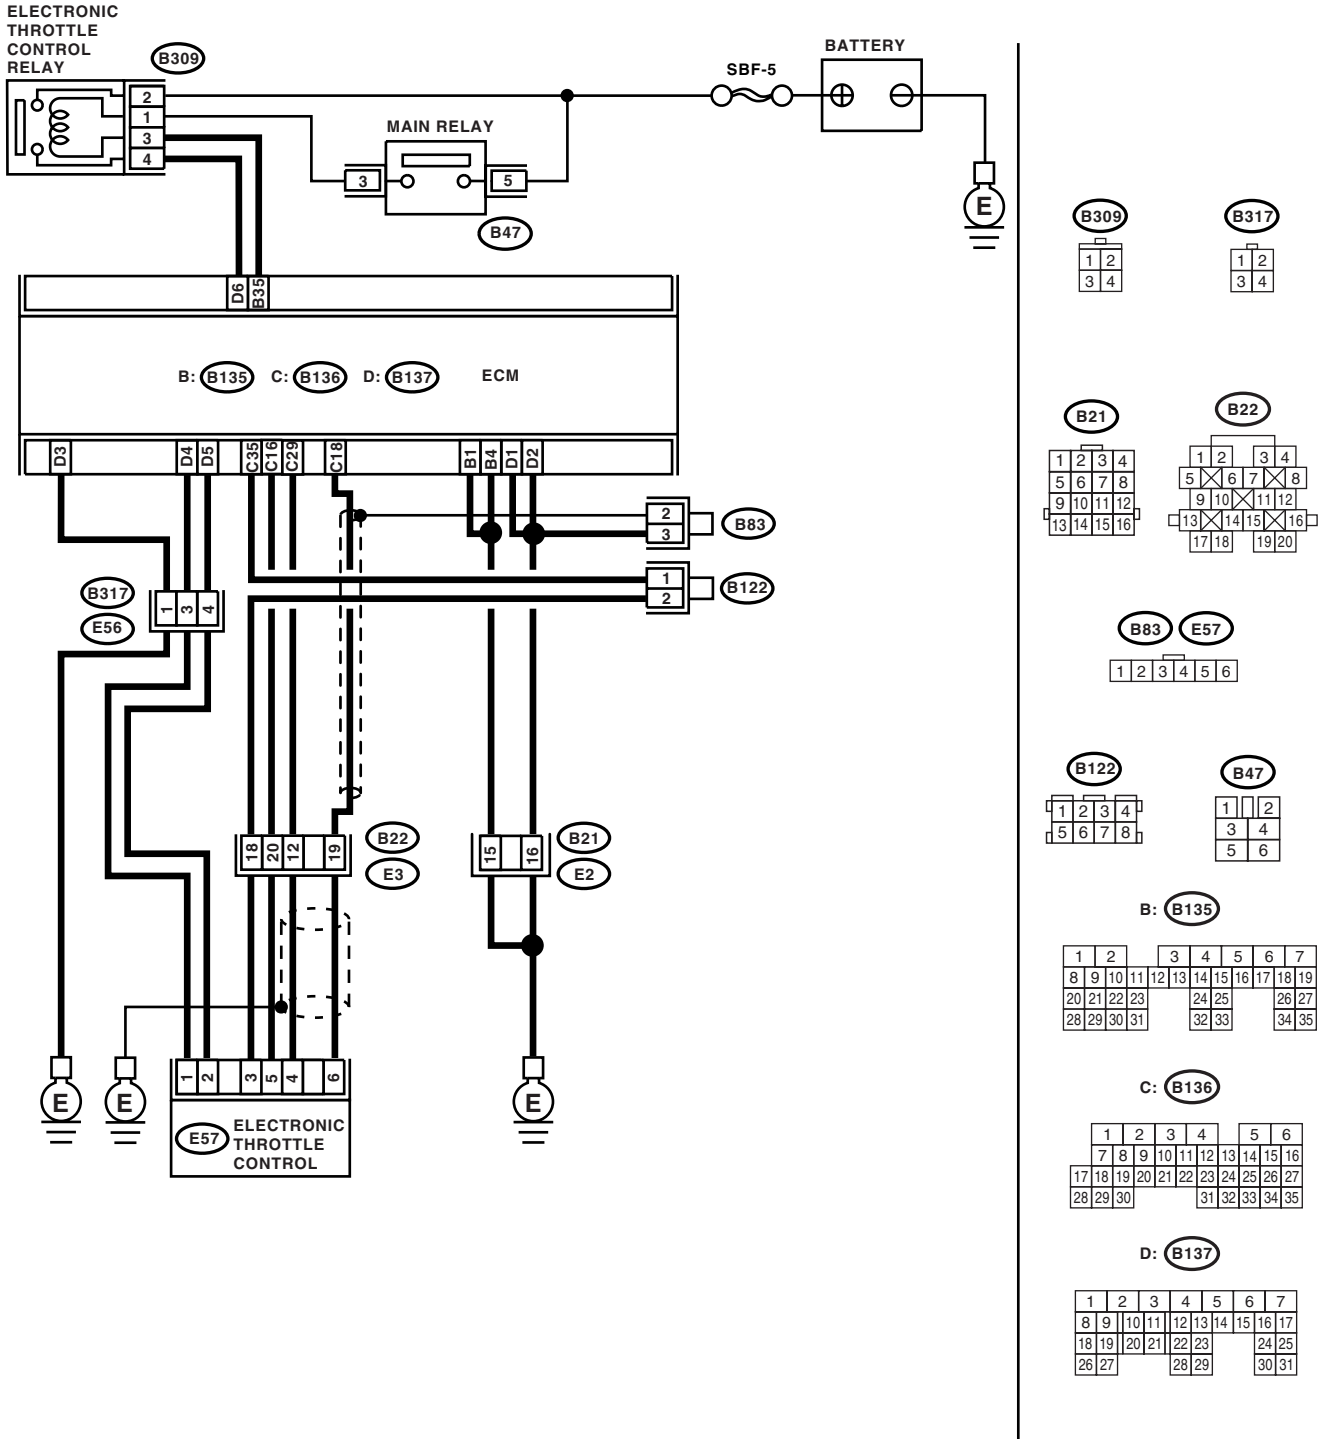 ELECTRONIC
THROTTLE
CONTROL
RELAY
B309
2
1
3
4
BATTERY
SBF-5
MAIN RELAY
3
5
B47
E
D6
B35
B: B135 C: B136 D: B137 ECM
D3
D4
D5
C35
C16
C29
C18
B1
B4
D1
D2
2
3
B83
1
2
B122
B317
E56
1
3
4
18
20
12
19
B22
E3
15
16
B21
E2
E
E
E
1
2
3
5
4
6
E57
ELECTRONIC
THROTTLE
CONTROL
B309
1 2
3 4
B317
1 2
3 4
B21
1 2 3 4
5 6 7 8
9 10 11 12
13 14 15 16
B22
1 2 3 4
5 6 7 8
9 10 11 12
13 14 15 16
17 18 19 20
B83 E57
1 2 3 4 5 6
B122
1 2 3 4
5 6 7 8
B47
1 2
3 4
5 6
B: B135
1 2 3 4 5 6 7
8 9 10 11 12 13 14 15 16 17 18 19
20 21 22 23 24 25 26 27
28 29 30 31 32 33 34 35
C: B136
1 2 3 4 5 6
7 8 9 10 11 12 13 14 15 16
17 18 19 20 21 22 23 24 25 26 27
28 29 30 31 32 33 34 35
D: B137
1 2 3 4 5 6 7
8 9 10 11 12 13 14 15 16 17
18 19 20 21 22 23 24 25
26 27 28 29 30 31